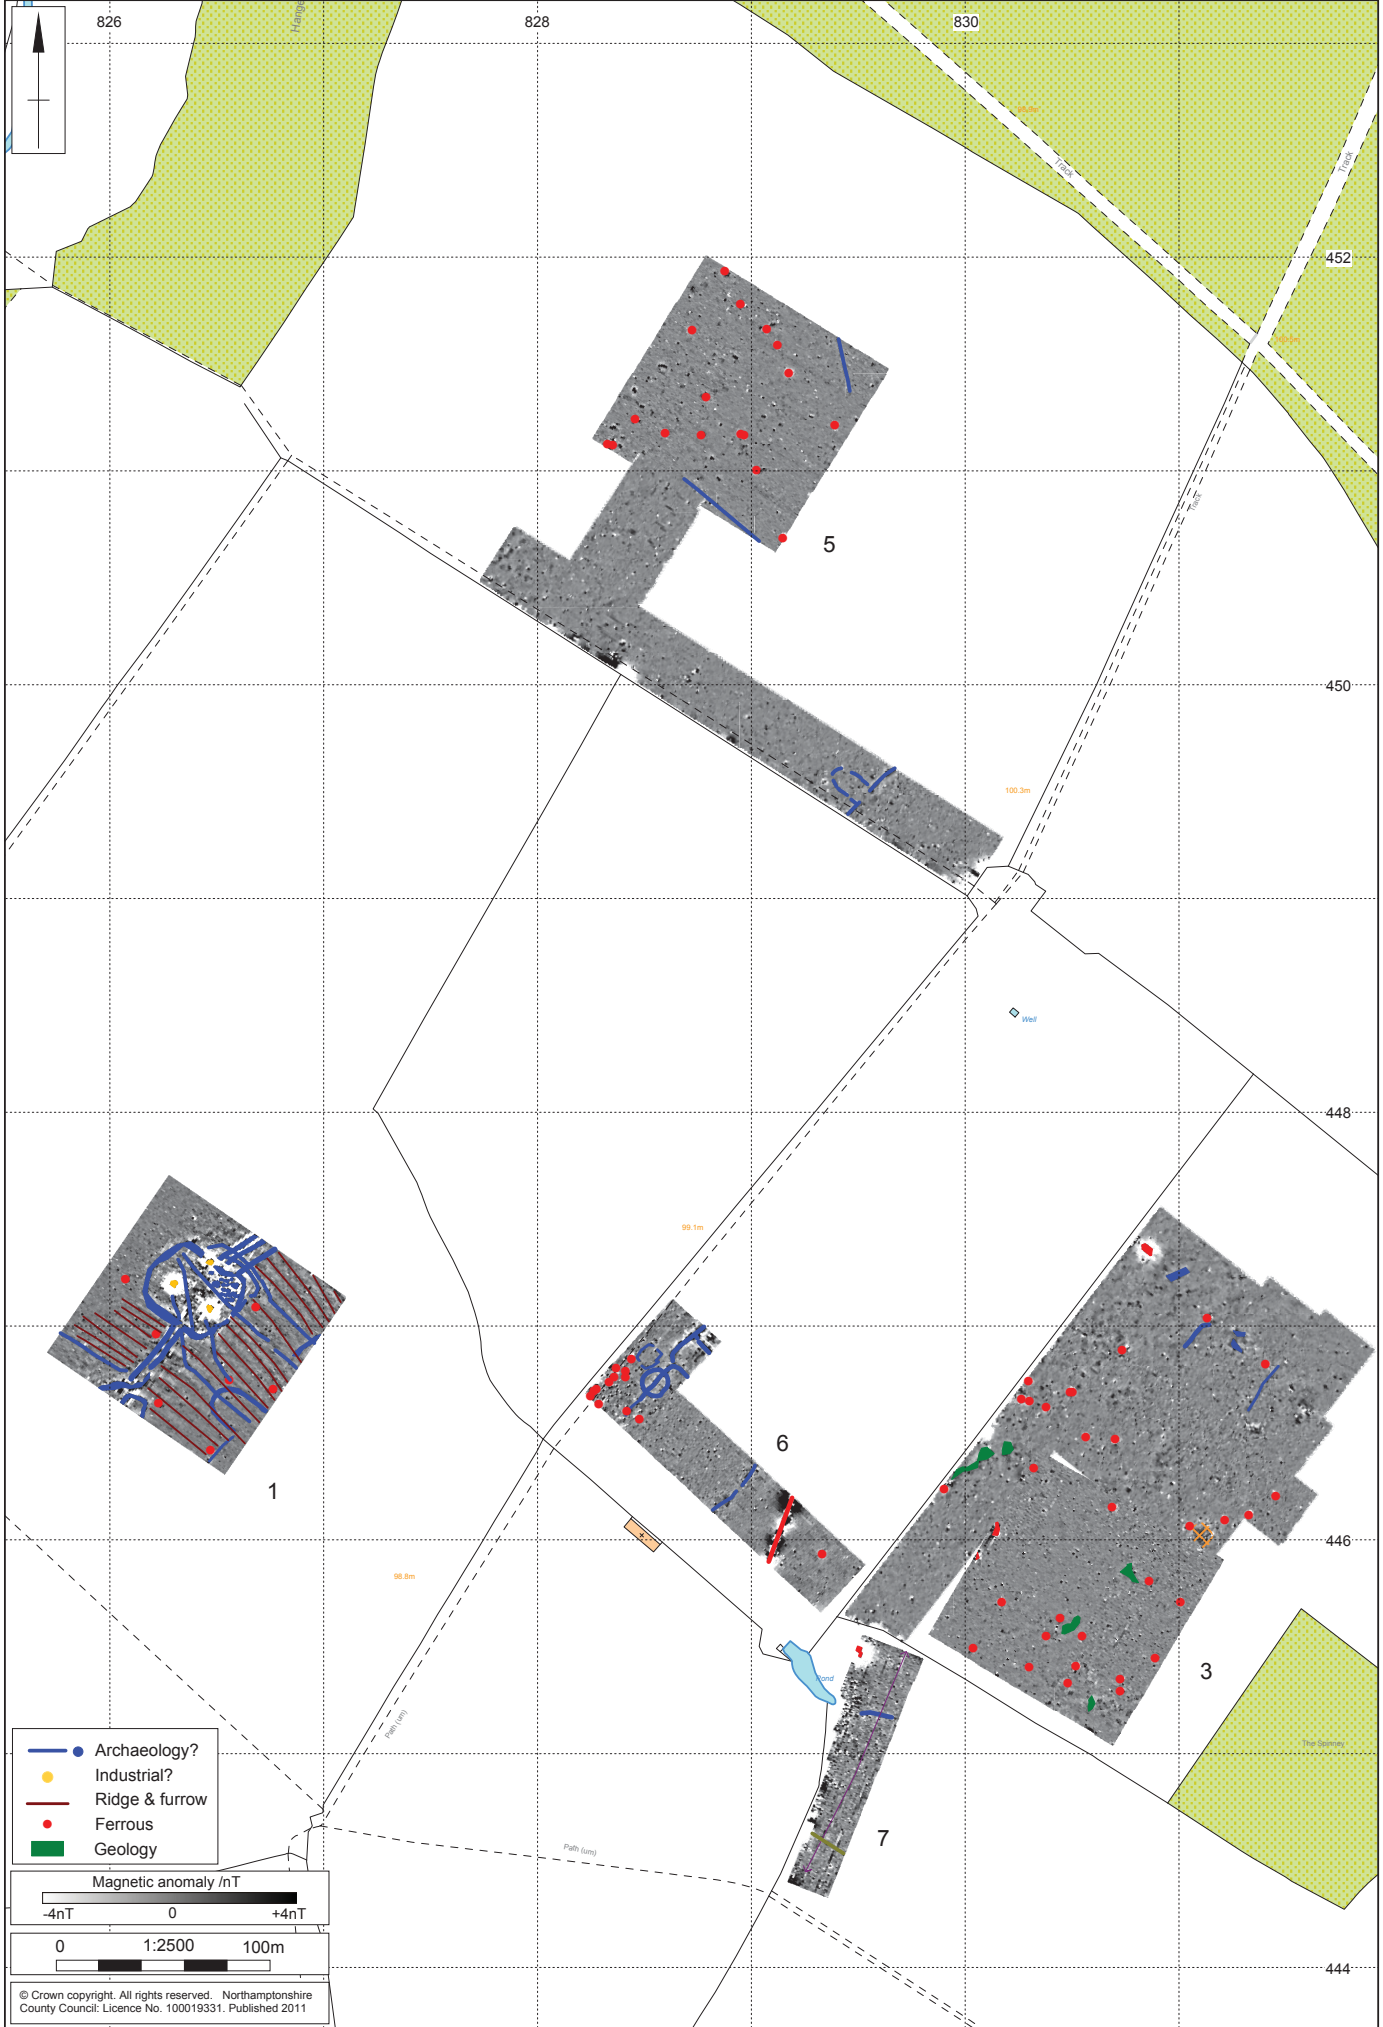 826
828
830
Hange
98.9m
Track
Track
452
5
Track
450
100.3m
Well
448
99.1m
1
6
446
98.8m
3
Pond
The Spinney
Path (um)
7
Path (um)
444
Archaeology?
Industrial?
Ridge & furrow
Ferrous
Geology
Magnetic anomaly /nT
-4nT 0 +4nT
0 1:2500 100m
© Crown copyright. All rights reserved. Northamptonshire
County Council: Licence No. 100019331. Published 2011